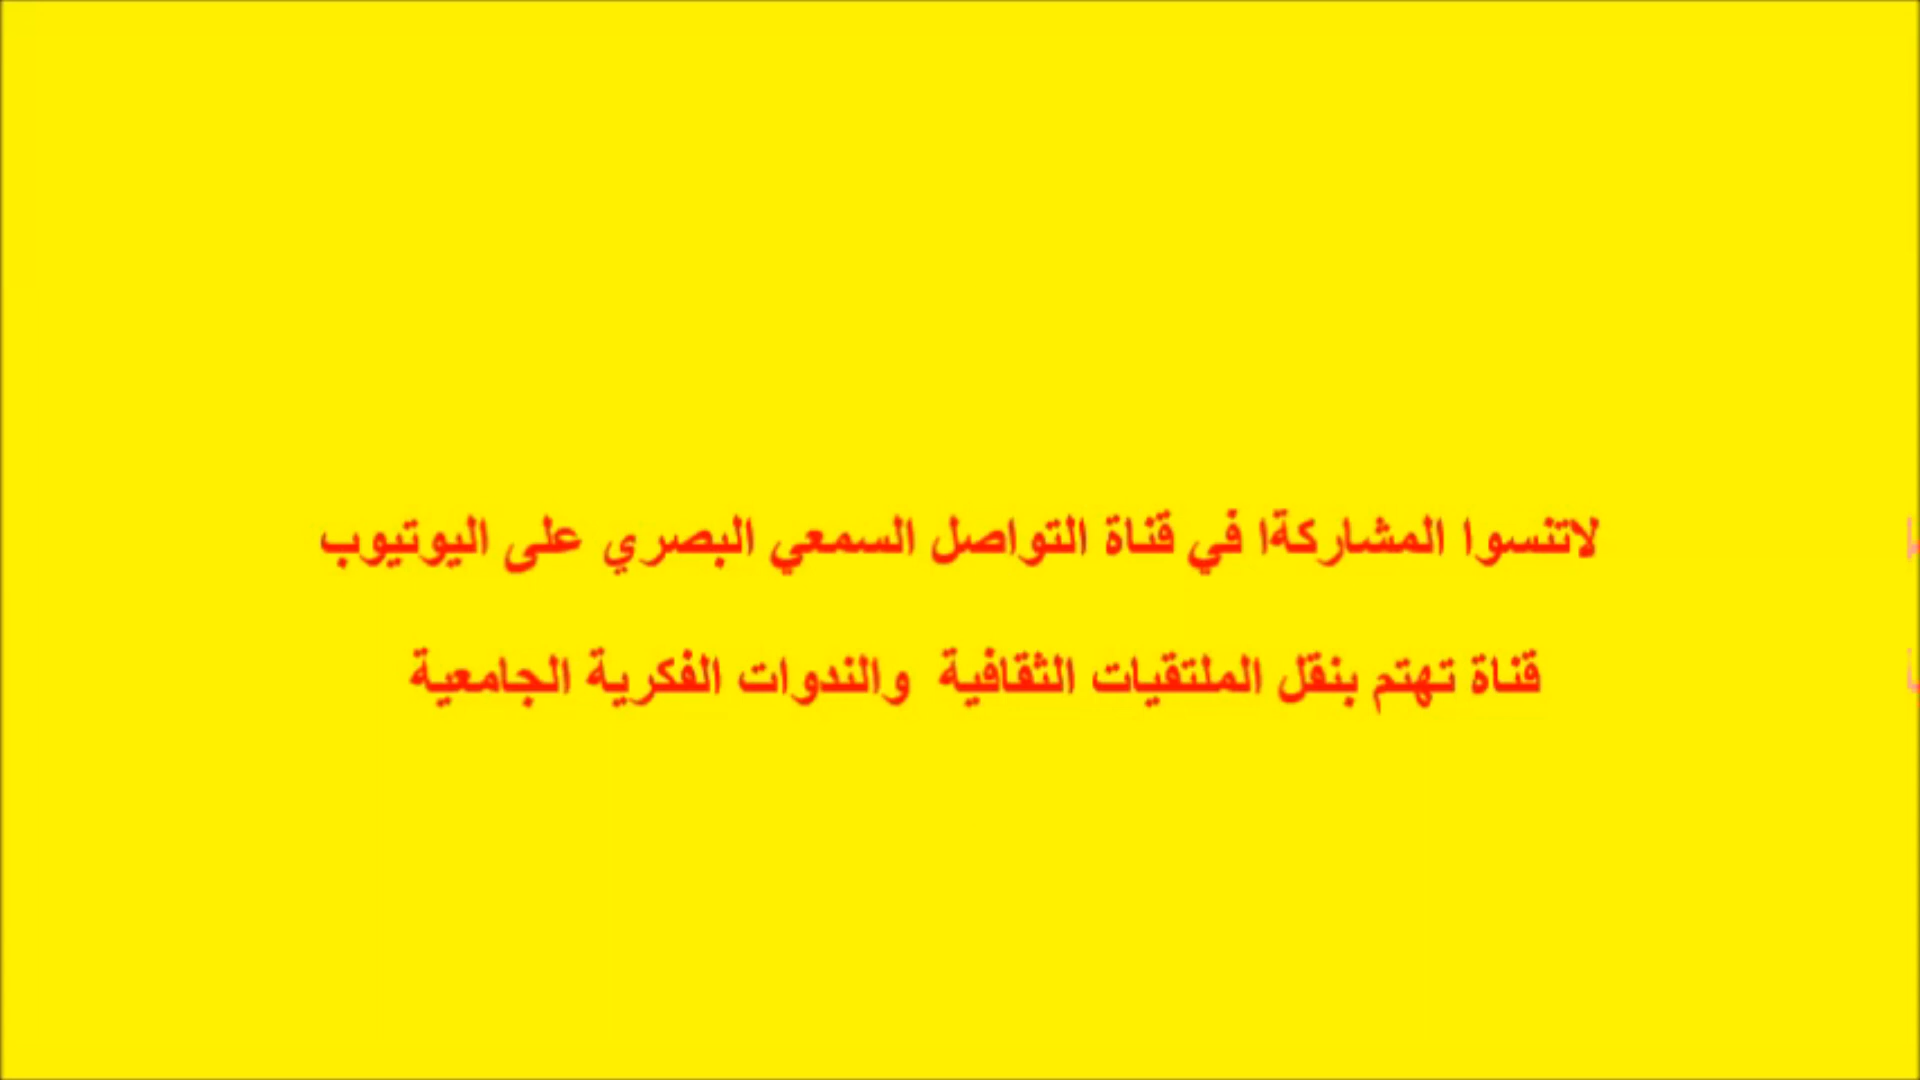 لاتنسوا المشاركةا في قناة التواصل السمعي البصري على اليوتيوب
قناة تهتم بنقل الملتقيات الثقافية والندوات الفكرية الجامعية